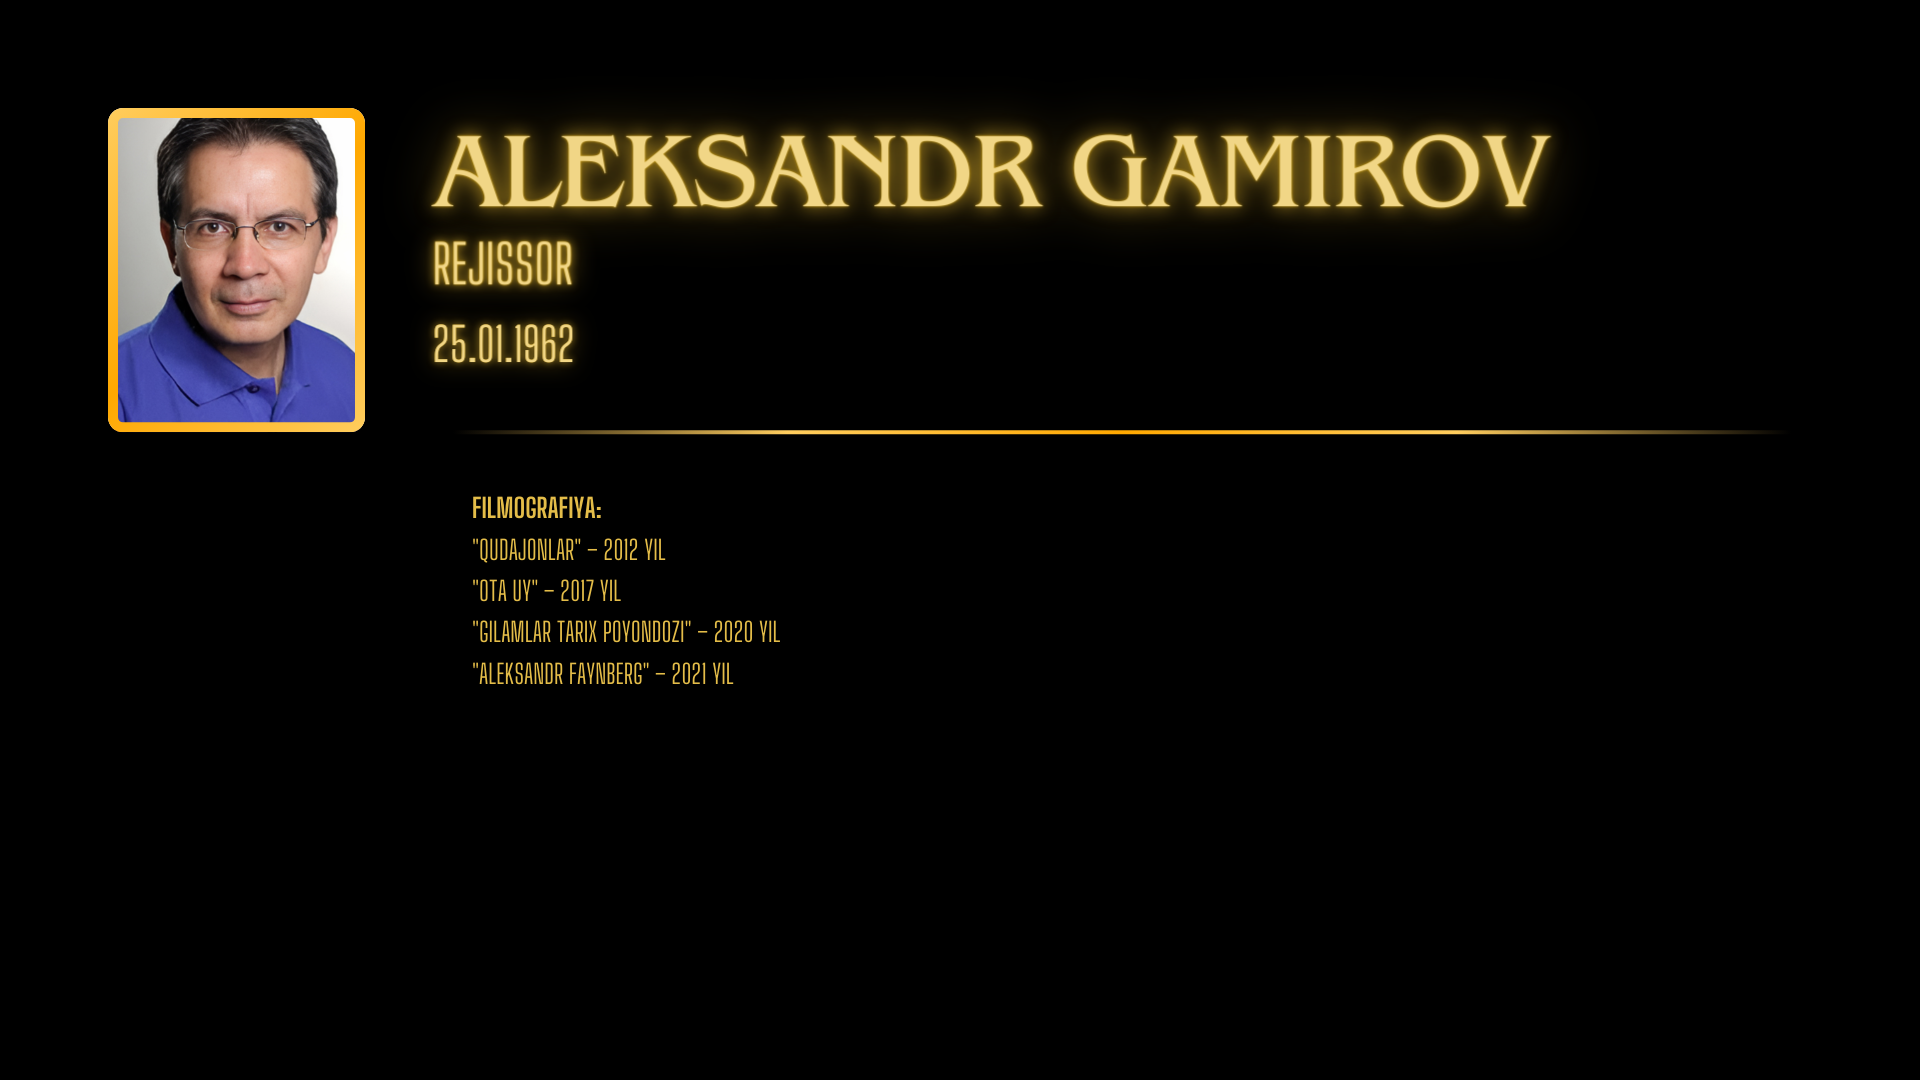 ALEKSANDR GAMIROV
REJISSOR
25.01.1962
FILMOGRAFIYA:
"QUDAJONLAR" – 2012 YIL
"OTA UY" – 2017 YIL
"GILAMLAR TARIX POYONDOZI" – 2020 YIL
"ALEKSANDR FAYNBERG" – 2021 YIL